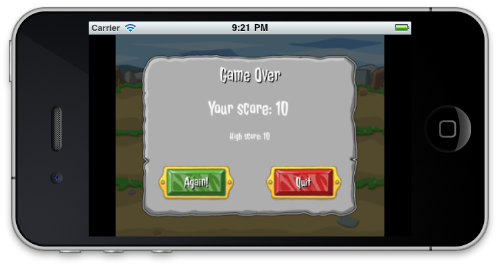 Carrier 9:21 PM
Game Over
Your score: 10
High score: 10
Again! Quit